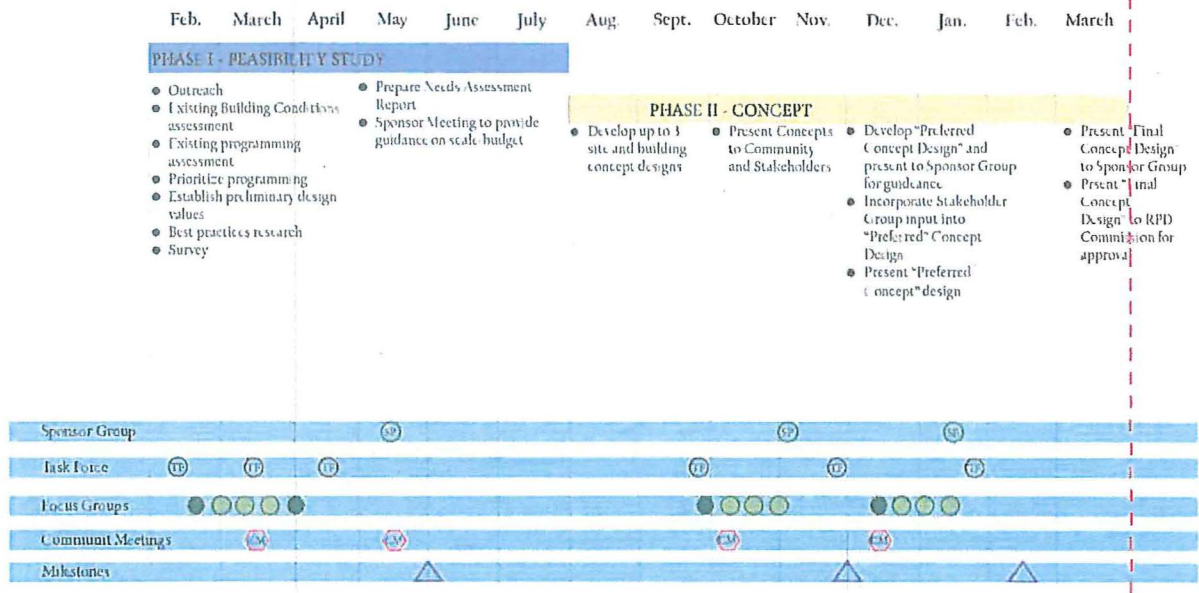 Feb. March April May June July Aug. Sept. October Nov. Dec. Jan. Feb. March
PHASE I - FEASIBILITY STUDY
● Outreach
● Existing Building Conditions
assessment
● Existing programming
assessment
● Prioritize programming
● Establish preliminary design
values
● Best practices research
● Survey
● Prepare Needs Assessment
Report
● Sponsor Meeting to provide
guidance on scale/budget
PHASE II - CONCEPT
● Develop up to 3
site and building
concept designs
● Present Concepts
to Community
and Stakeholders
● Develop "Preferred
Concept Design" and
present to Sponsor Group
for guidance
● Incorporate Stakeholder
Group input into
"Preferred" Concept
Design
● Present "Preferred
Concept" design
● Present "Final
Concept Design"
to Sponsor Group
● Prsent "Final
Concept
Design" to RPD
Commission for
approval
Sponsor Group SP SP SP
Task Force TF TF TF TF TF TF
Focus Groups
Communit Meetings CM CM CM CM
Milestones